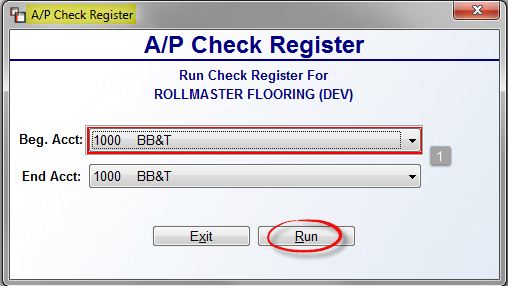 A/P Check Register
A/P Check Register
Run Check Register For
ROLLMASTER FLOORING (DEV)
Beg. Acct: 1000 BB&T
1
End Acct: 1000 BB&T
Exit Run